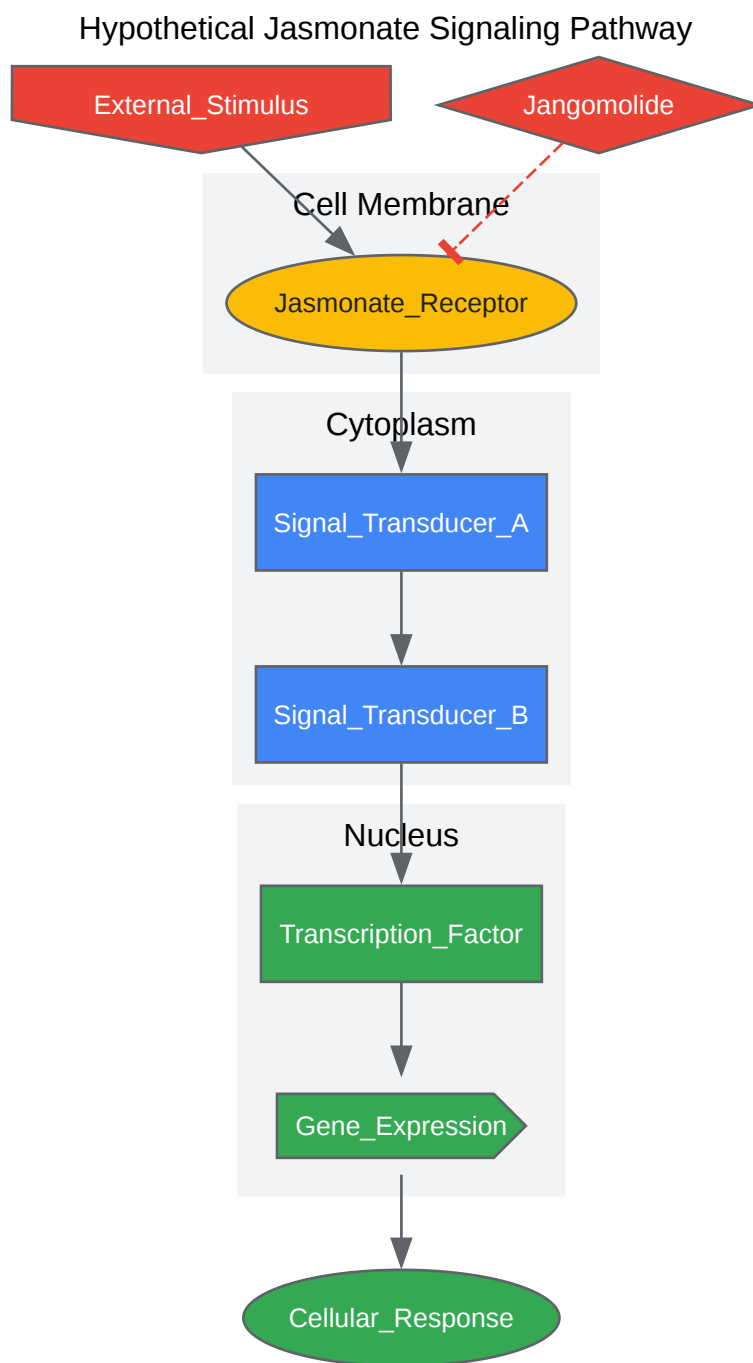 Hypothetical Jasmonate Signaling Pathway
External_Stimulus
Jangomolide
Cell Membrane
Jasmonate_Receptor
Cytoplasm
Signal_Transducer_A
Signal_Transducer_B
Nucleus
Transcription_Factor
Gene_Expression
Cellular_Response